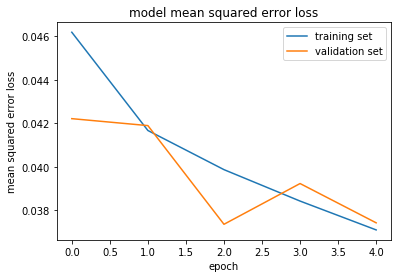 model mean squared error loss
training set
validation set
mean squared error loss
0.046
0.044
0.042
0.040
0.038
0.0 0.5 1.0 1.5 2.0 2.5 3.0 3.5 4.0
epoch